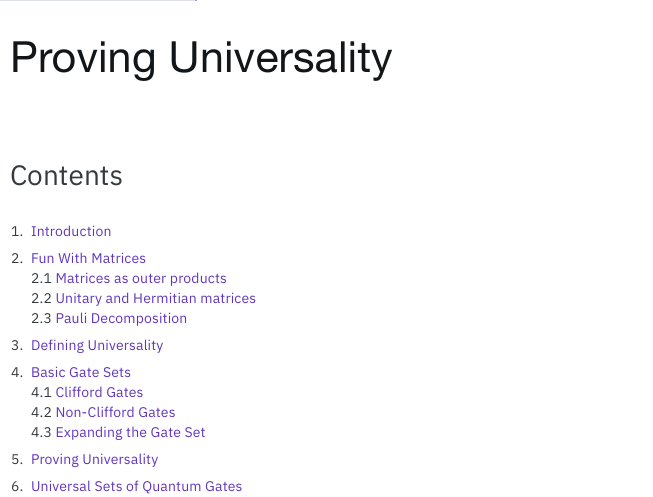 Proving Universality
Contents
1. Introduction
2. Fun With Matrices
2.1 Matrices as outer products
2.2 Unitary and Hermitian matrices
2.3 Pauli Decomposition
3. Defining Universality
4. Basic Gate Sets
4.1 Clifford Gates
4.2 Non-Clifford Gates
4.3 Expanding the Gate Set
5. Proving Universality
6. Universal Sets of Quantum Gates